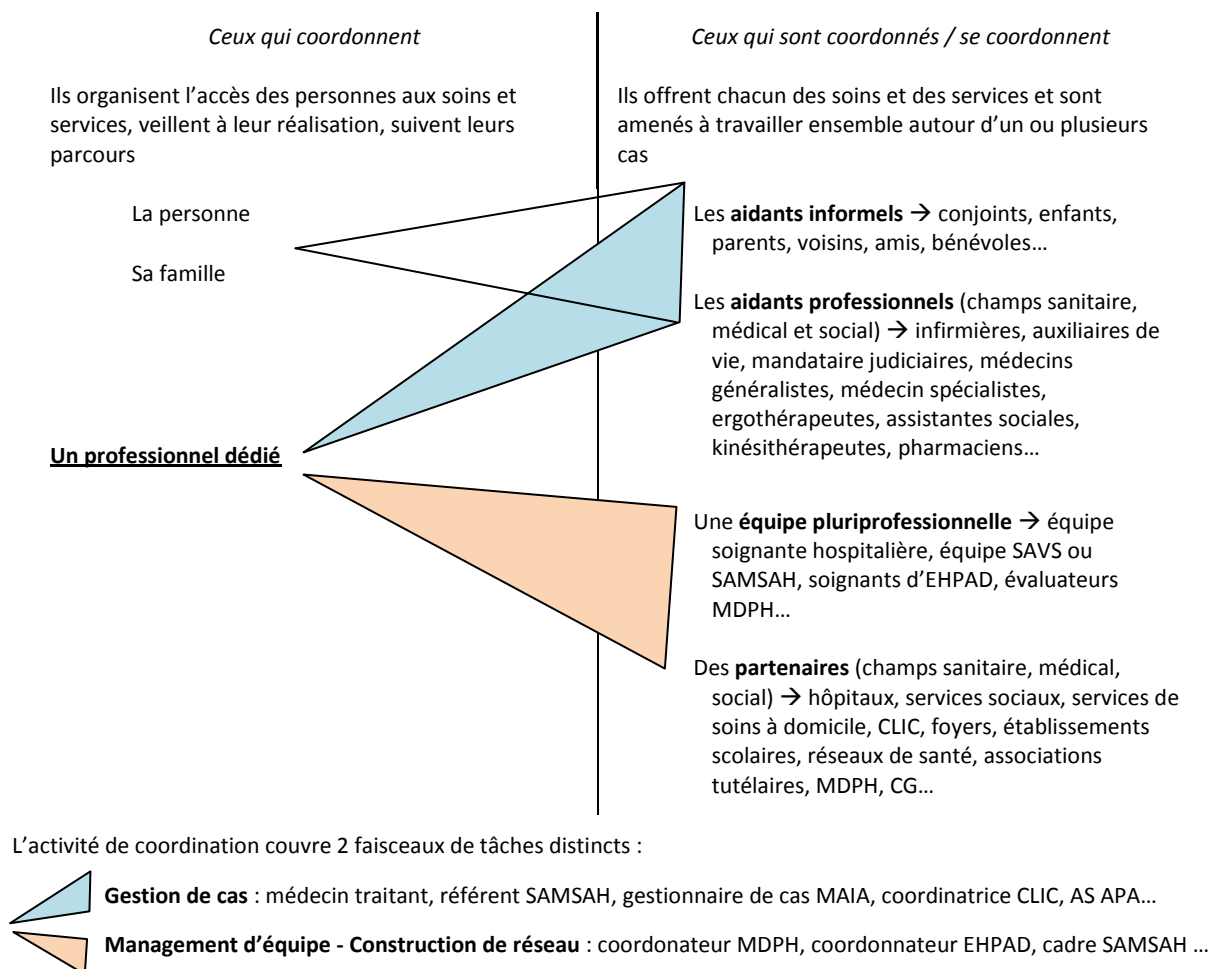 Ceux qui coordonnent
Ceux qui sont coordonnés / se coordonnent
Ils organisent l’accès des personnes aux soins et
services, veillent à leur réalisation, suivent leurs
parcours
Ils offrent chacun des soins et des services et sont
amenés à travailler ensemble autour d’un ou plusieurs
cas
La personne
Sa famille
Un professionnel dédié
Les aidants informels → conjoints, enfants,
parents, voisins, amis, bénévoles…
Les aidants professionnels (champs sanitaire,
médical et social) → infirmières, auxiliaires de
vie, mandataire judiciaires, médecins
généralistes, médecin spécialistes,
ergothérapeutes, assistantes sociales,
kinésithérapeutes, pharmaciens…
Une équipe pluriprofessionnelle → équipe
soignante hospitalière, équipe SAVS ou
SAMSAH, soignants d’EHPAD, évaluateurs
MDPH…
Des partenaires (champs sanitaire, médical,
social) → hôpitaux, services sociaux, services de
soins à domicile, CLIC, foyers, établissements
scolaires, réseaux de santé, associations
tutélaires, MDPH, CG…
L’activité de coordination couvre 2 faisceaux de tâches distincts :
Gestion de cas : médecin traitant, référent SAMSAH, gestionnaire de cas MAIA, coordinatrice CLIC, AS APA…
Management d’équipe - Construction de réseau : coordonateur MDPH, coordonnateur EHPAD, cadre SAMSAH …